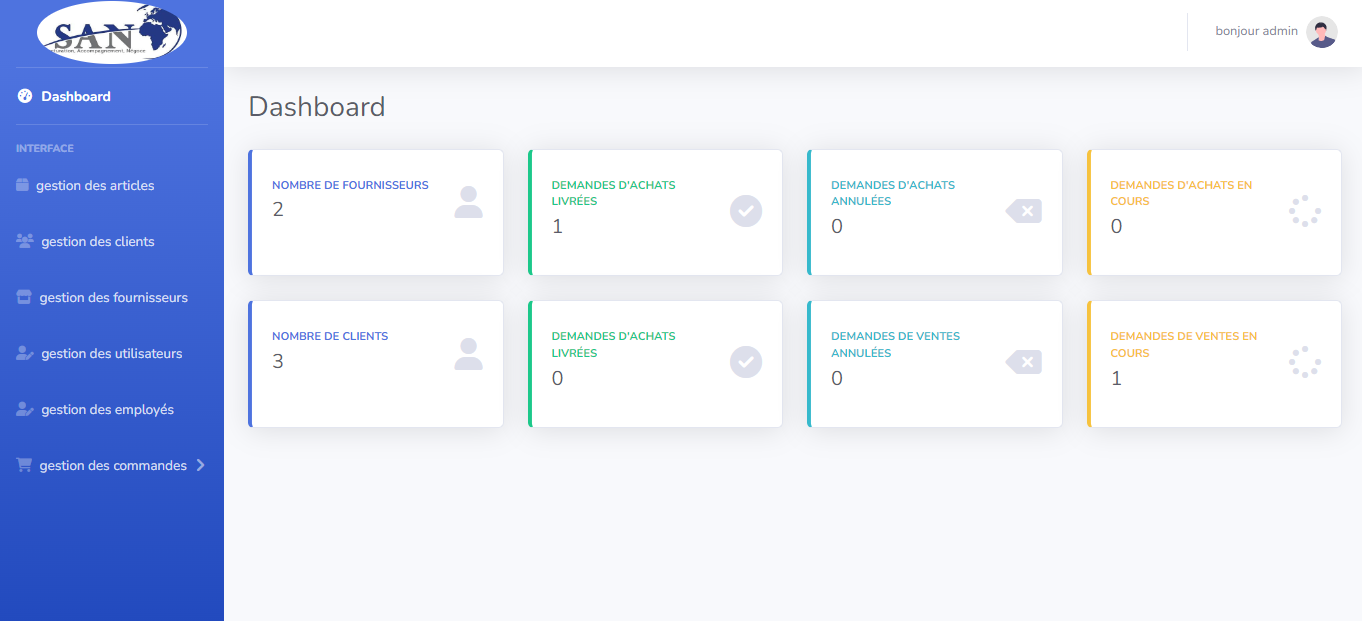 SAN
Accompagnement, Négoce
bonjour admin
Dashboard
INTERFACE
gestion des articles
gestion des clients
gestion des fournisseurs
gestion des utilisateurs
gestion des employés
gestion des commandes
Dashboard
NOMBRE DE FOURNISSEURS
2
DEMANDES D'ACHATS
LIVRÉES
1
DEMANDES D'ACHATS
ANNULÉES
0
DEMANDES D'ACHATS EN
COURS
0
NOMBRE DE CLIENTS
3
DEMANDES D'ACHATS
LIVRÉES
0
DEMANDES DE VENTES
ANNULÉES
0
DEMANDES DE VENTES EN
COURS
1